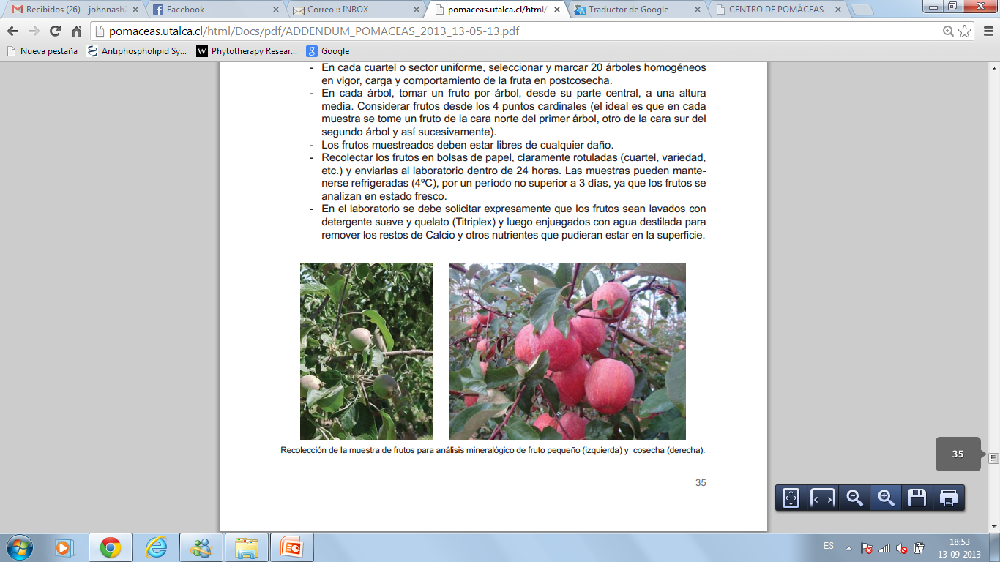 Recibidos (26) - johnnash
Facebook
Correo :: INBOX
pomaceas.utalca.cl/html/
Traductor de Google
CENTRO DE POMÁCEAS
pomaceas.utalca.cl/html/Docs/pdf/ADDENDUM_POMACEAS_2013_13-05-13.pdf
Nueva pestaña
Antiphospholipid Sy...
W Phytotherapy Resear...
g Google
- En cada cuartel o sector uniforme, seleccionar y marcar 20 árboles homogéneos
en vigor, carga y comportamiento de la fruta en postcosecha.
- En cada árbol, tomar un fruto por árbol, desde su parte central, a una altura
media. Considerar frutos desde los 4 puntos cardinales (el ideal es que en cada
muestra se tome un fruto de la cara norte del primer árbol, otro de la cara sur del
segundo árbol y así sucesivamente).
- Los frutos muestreados deben estar libres de cualquier daño.
- Recolectar los frutos en bolsas de papel, claramente rotuladas (cuartel, variedad,
etc.) y enviarlas al laboratorio dentro de 24 horas. Las muestras pueden mante-
nerse refrigeradas (4ºC), por un período no superior a 3 días, ya que los frutos se
analizan en estado fresco.
- En el laboratorio se debe solicitar expresamente que los frutos sean lavados con
detergente suave y quelato (Titriplex) y luego enjuagados con agua destilada para
remover los restos de Calcio y otros nutrientes que pudieran estar en la superficie.
Recolección de la muestra de frutos para análisis mineralógico de fruto pequeño (izquierda) y cosecha (derecha).
35
35
ES
18:53
13-09-2013